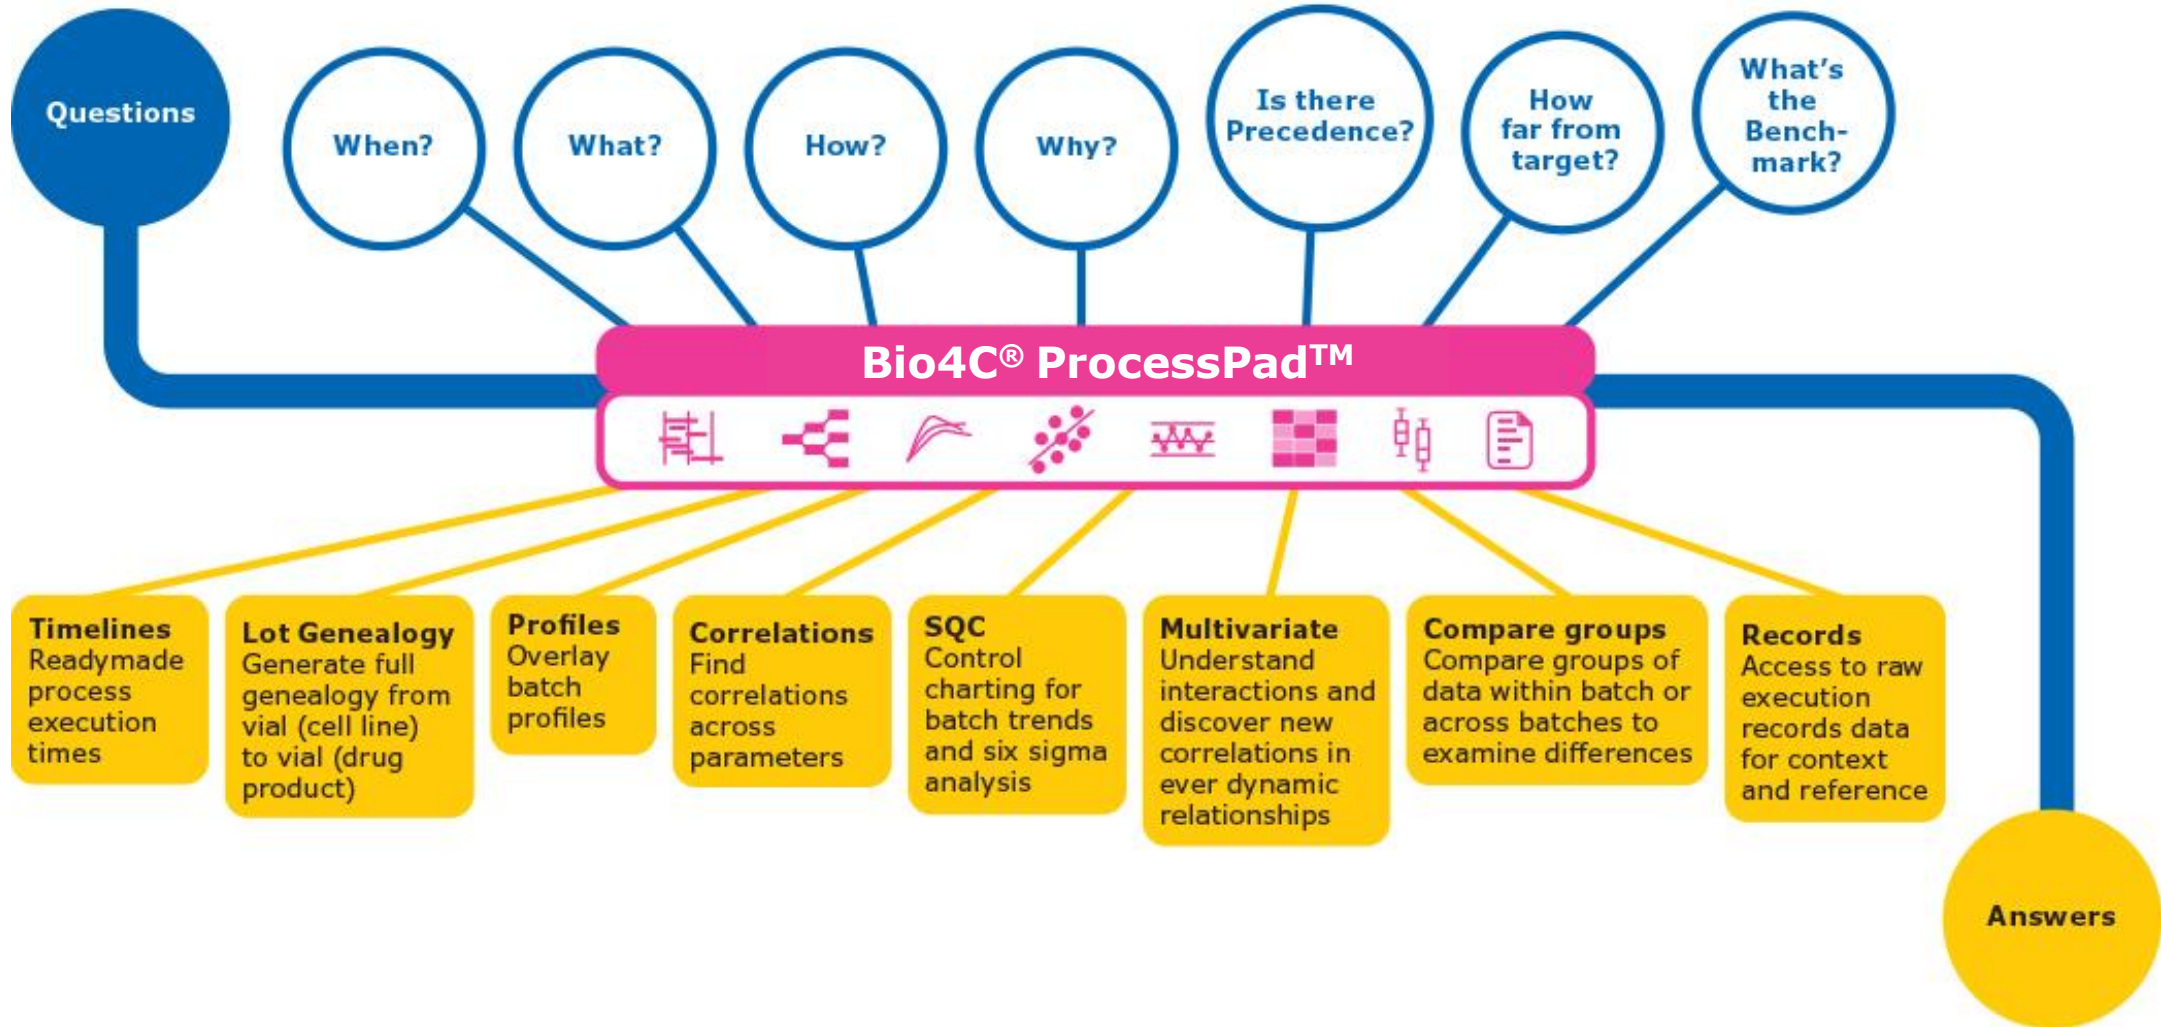 Questions
When?
What?
How?
Why?
Is there
Precedence?
How
far from
target?
What's
the
Bench-
mark?
Bio4C® ProcessPad™
Timelines
Readymade
process
execution
times
Lot Genealogy
Generate full
genealogy from
vial (cell line)
to vial (drug
product)
Profiles
Overlay
batch
profiles
Correlations
Find
correlations
across
parameters
SQC
Control
charting for
batch trends
and six sigma
analysis
Multivariate
Understand
interactions and
discover new
correlations in
ever dynamic
relationships
Compare groups
Compare groups of
data within batch or
across batches to
examine differences
Records
Access to raw
execution
records data
for context
and reference
Answers